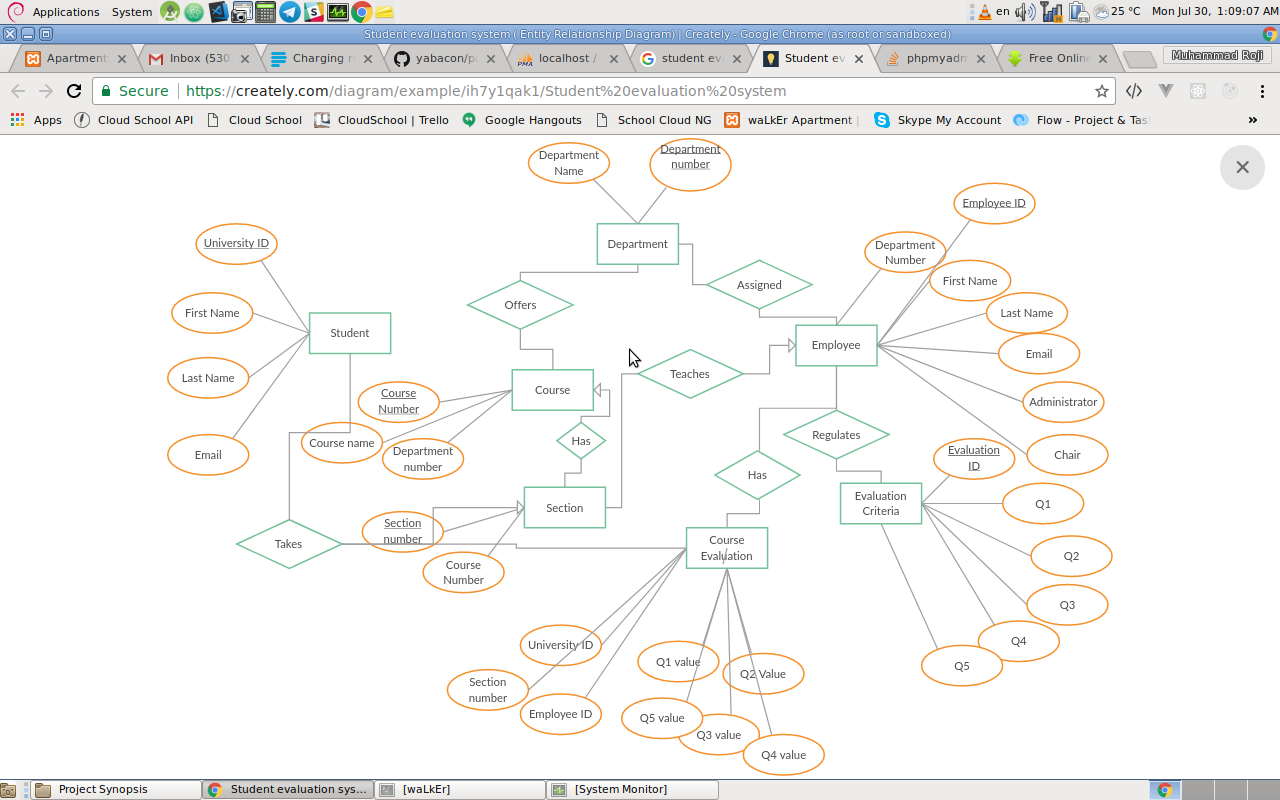 Applications System en 25 °C Mon Jul 30, 1:09:07 AM
Student evaluation system ( Entity Relationship Diagram) | Creately - Google Chrome (as root or sandboxed)
Apartment Inbox (530 Charging r yabacon/p localhost / student ev Student ev phpmyadn Free Onlin Muhammad Roji
Secure https://creately.com/diagram/example/ih7y1qak1/Student%20evaluation%20system
Apps Cloud School API Cloud School CloudSchool | Trello Google Hangouts School Cloud NG waLkEr Apartment Skype My Account Flow - Project & Tas »
Department
Name
Department
number
Employee ID
University ID
Department
Department
Number
First Name
Assigned
Offers
First Name
Last Name
Student
Employee
Email
Teaches
Last Name
Course
Course
Number
Administrator
Course name
Has
Regulates
Department
number
Email
Chair
Evaluation
ID
Has
Evaluation
Criteria
Q1
Section
Section
number
Takes
Course
Evaluation
Q2
Course
Number
Q3
University ID
Q4
Q1 value
Q2 Value
Q5
Section
number
Employee ID
Q5 value
Q3 value
Q4 value
Project Synopsis Student evaluation sys... [waLkEr] [System Monitor]